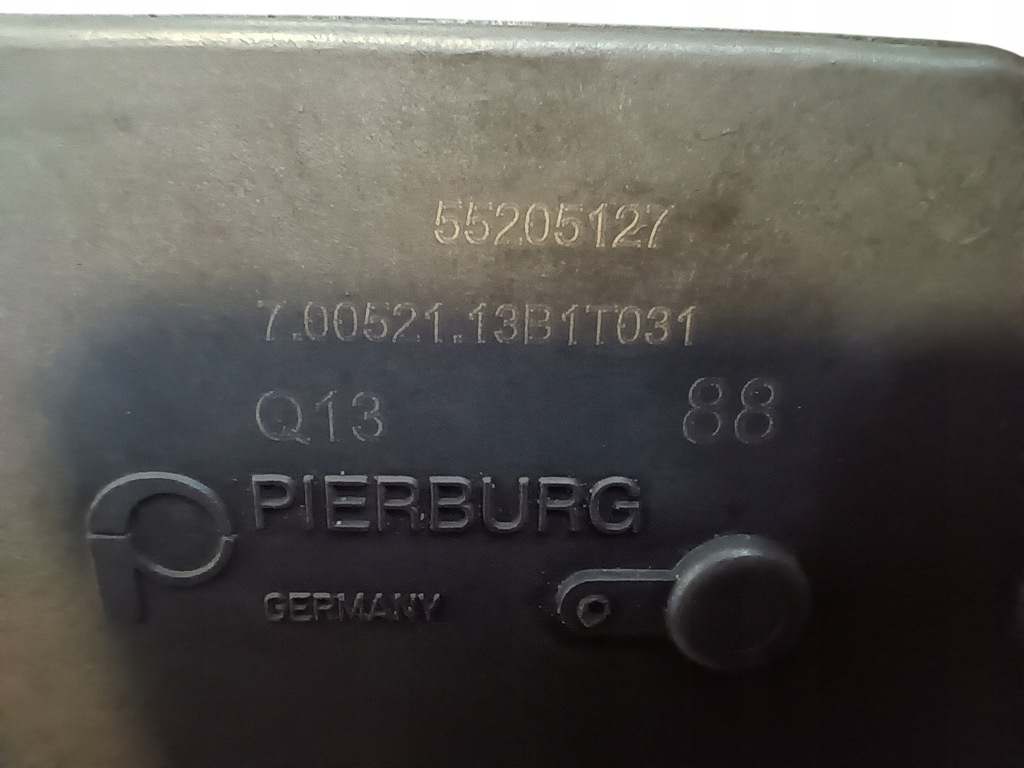 55205127
7.00521.13B1T031
Q13 88
PIERBURG
GERMANY